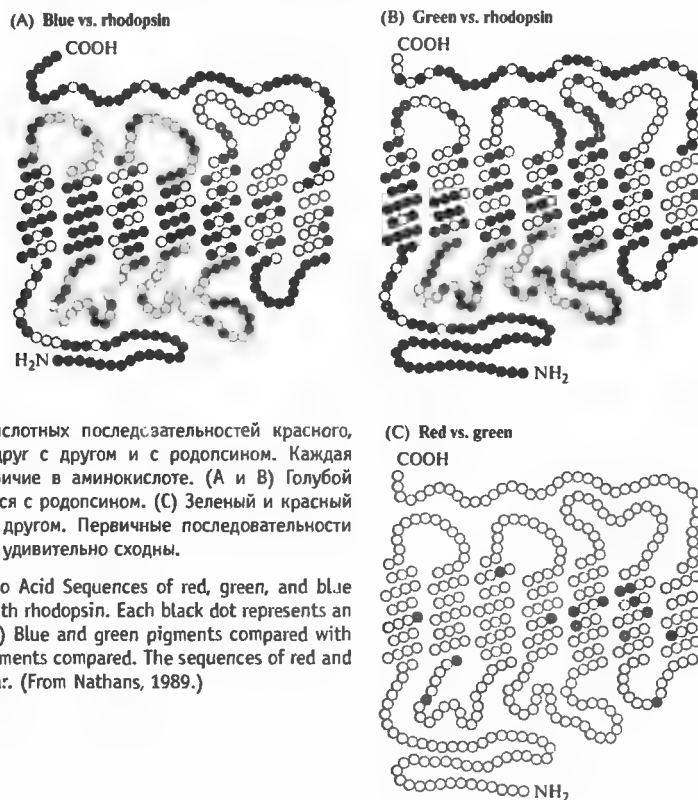 (A) Blue vs. rhodopsin
COOH
H₂N
(B) Green vs. rhodopsin
COOH
NH₂
ислотных последовательностей красного,
друг с другом и с родопсином. Каждая
ичие в аминокислоте. (А и В) Голубой
ся с родопсином. (С) Зеленый и красный
другом. Первичные последовательности
удивительно сходны.
o Acid Sequences of red, green, and blue
th rhodopsin. Each black dot represents an
) Blue and green pigments compared with
ments compared. The sequences of red and
ar. (From Nathans, 1989.)
(C) Red vs. green
COOH
NH₂